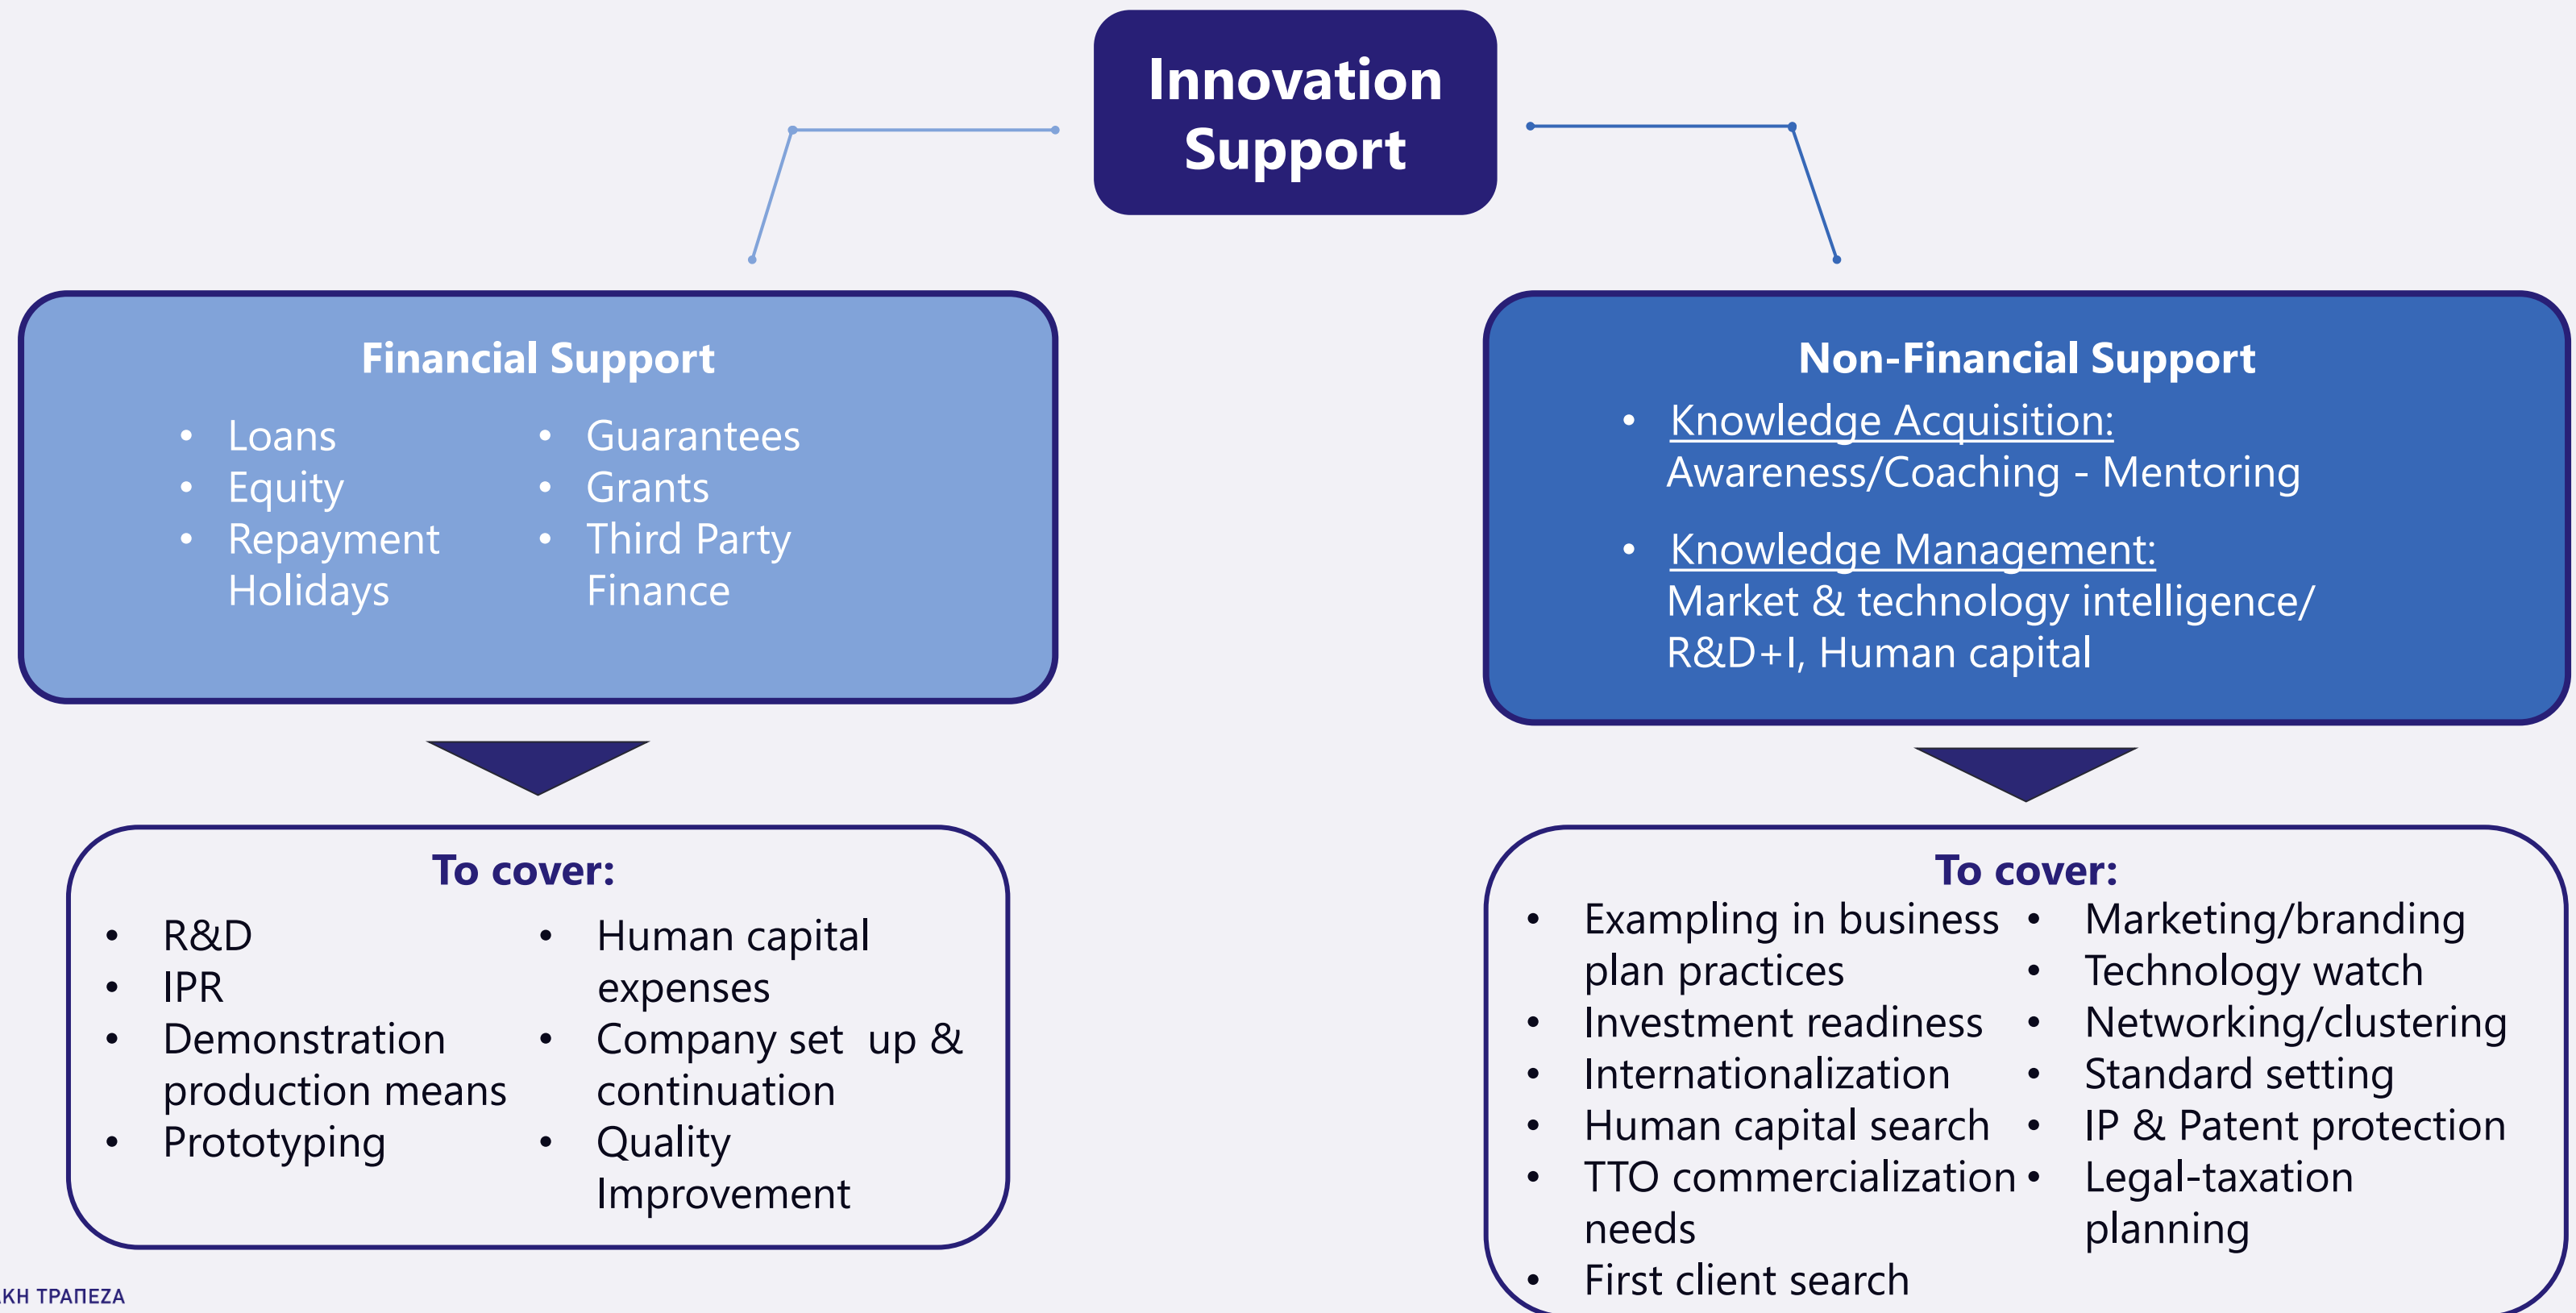 Innovation
Support
Financial Support
• Loans
• Equity
• Repayment
Holidays
• Guarantees
• Grants
• Third Party
Finance
Non-Financial Support
• Knowledge Acquisition:
Awareness/Coaching - Mentoring
• Knowledge Management:
Market & technology intelligence/
R&D+I, Human capital
To cover:
• R&D
• IPR
• Demonstration
production means
• Prototyping
• Human capital
expenses
• Company set  up &
continuation
• Quality
Improvement
To cover:
• Exampling in business
plan practices
• Investment readiness
• Internationalization
• Human capital search
• TTO commercialization
needs
• First client search
• Marketing/branding
• Technology watch
• Networking/clustering
• Standard setting
• IP & Patent protection
• Legal-taxation
planning
ΤΡΑΠΕΖΑ